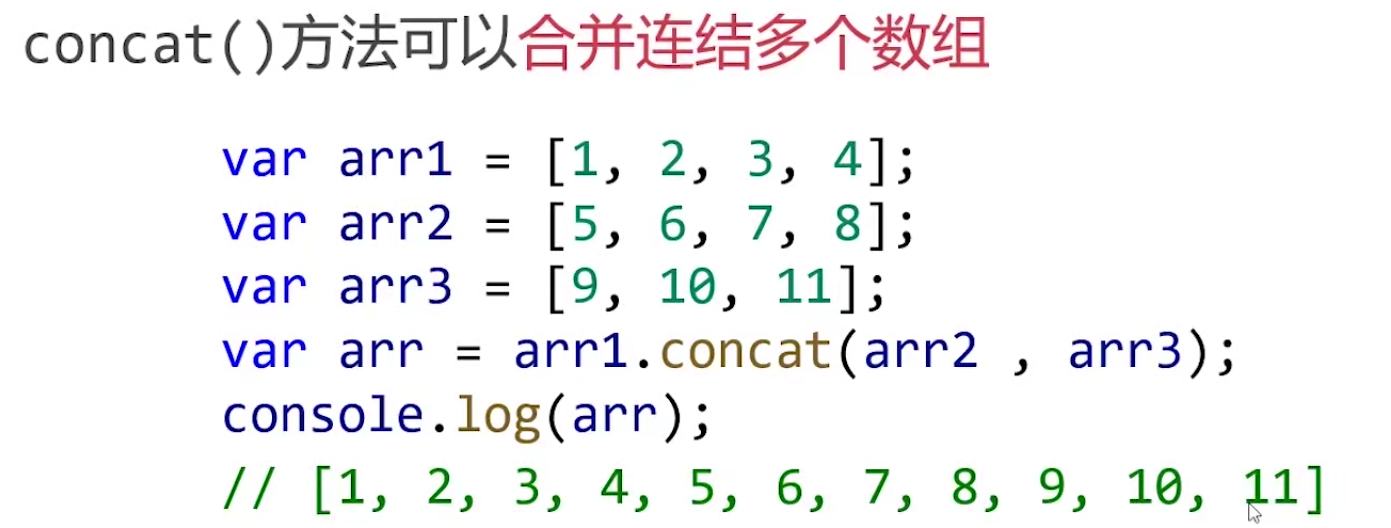 concat()方法可以合并连结多个数组
var arr1 = [1, 2, 3, 4];
var arr2 = [5, 6, 7, 8];
var arr3 = [9, 10, 11];
var arr = arr1.concat(arr2 , arr3);
console.log(arr);
// [1, 2, 3, 4, 5, 6, 7, 8, 9, 10, 11]